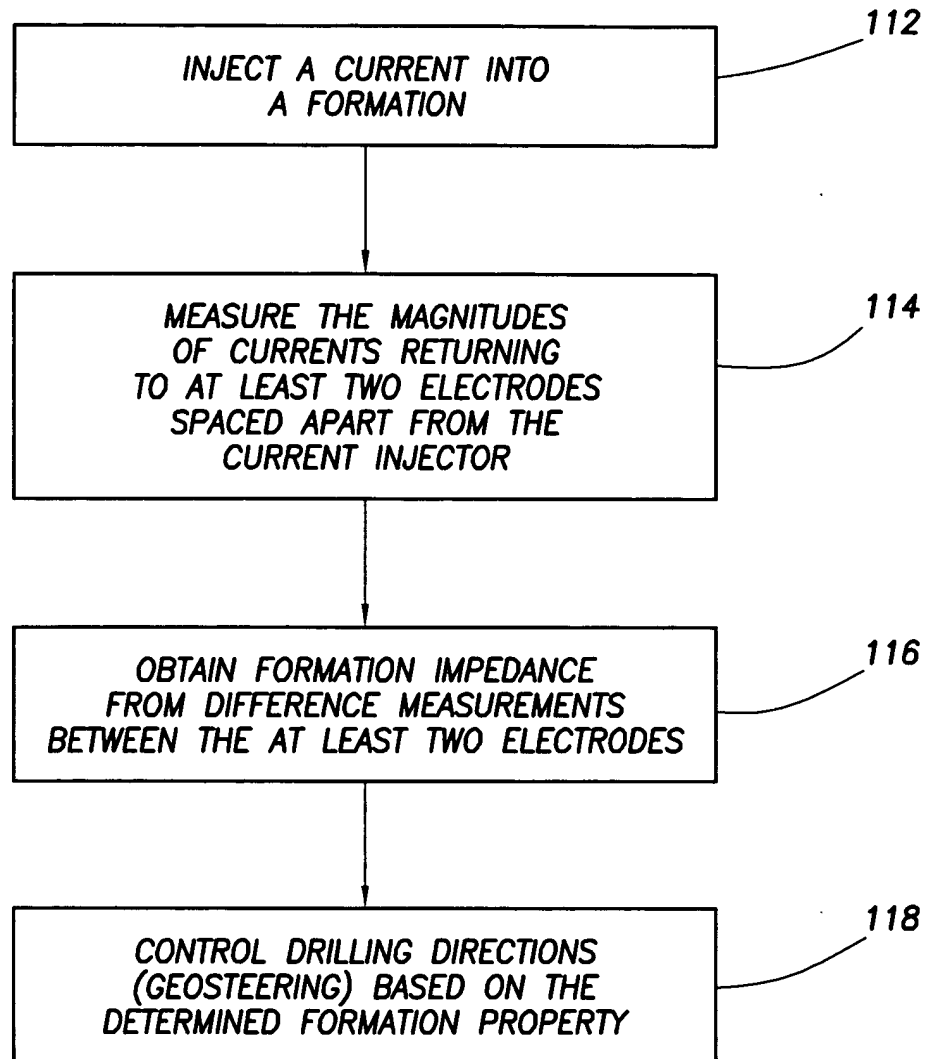 112
INJECT A CURRENT INTO
A FORMATION
114
MEASURE THE MAGNITUDES
OF CURRENTS RETURNING
TO AT LEAST TWO ELECTRODES
SPACED APART FROM THE
CURRENT INJECTOR
116
OBTAIN FORMATION IMPEDANCE
FROM DIFFERENCE MEASUREMENTS
BETWEEN THE AT LEAST TWO ELECTRODES
118
CONTROL DRILLING DIRECTIONS
(GEOSTEERING) BASED ON THE
DETERMINED FORMATION PROPERTY